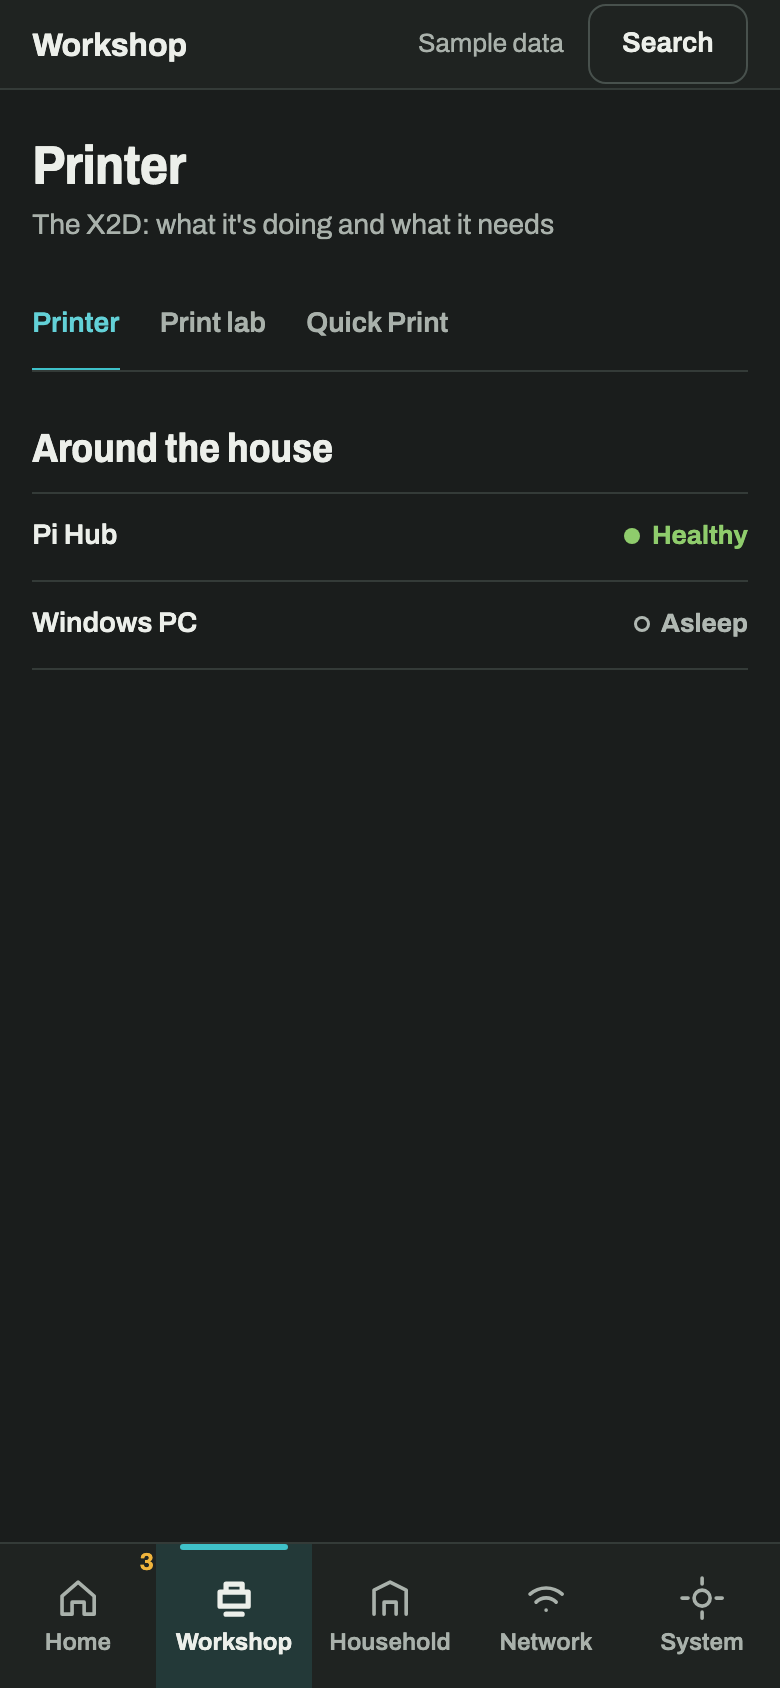 Workshop
Sample data
Search
Printer
The X2D: what it's doing and what it needs
Printer
Print lab
Quick Print
Around the house
Pi Hub
Healthy
Windows PC
Asleep
3
Home
Workshop
Household
Network
System